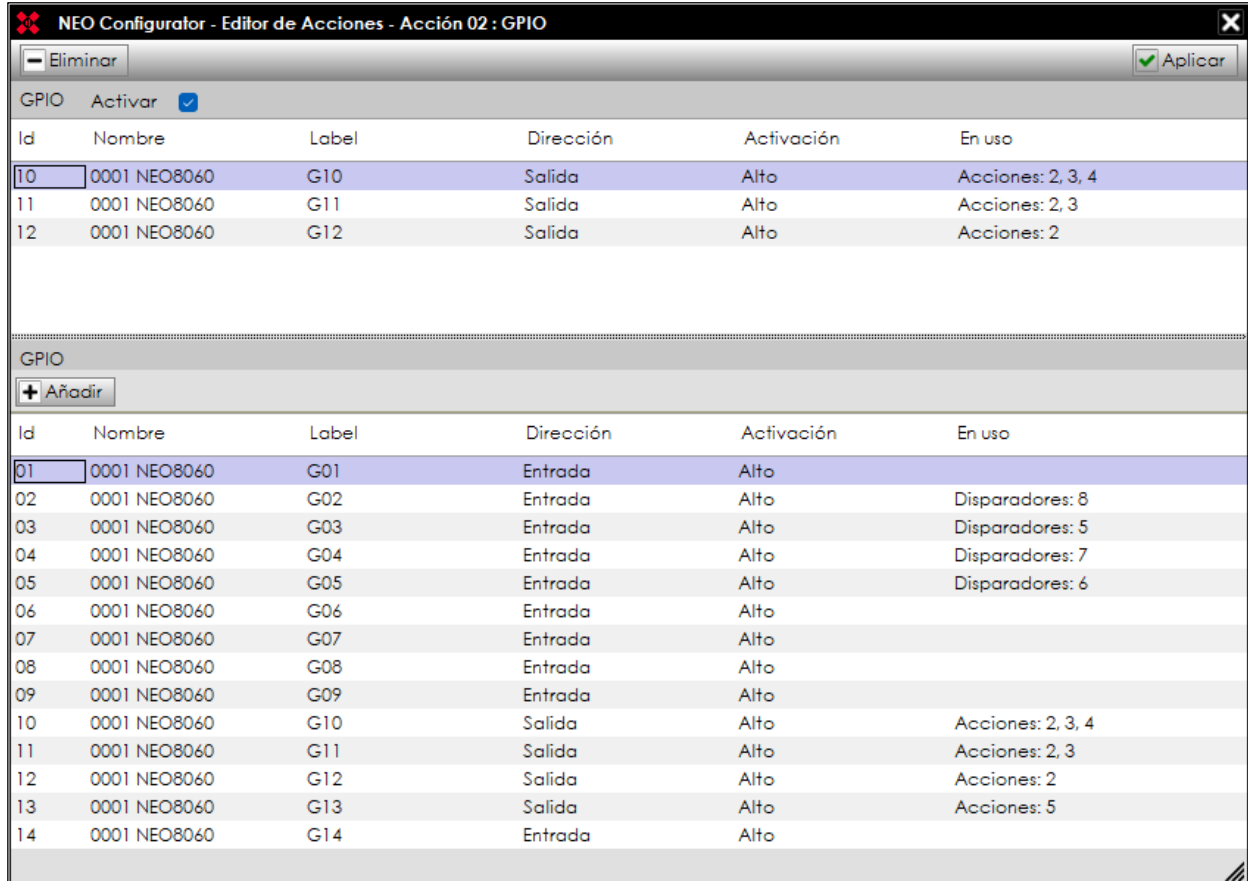 NEO Configurator - Editor de Acciones - Acción 02 : GPIO
Eliminar Aplicar
GPIO Activar
Id Nombre Label Dirección Activación En uso
10 0001 NEO8060 G10 Salida Alto Acciones: 2, 3, 4
11 0001 NEO8060 G11 Salida Alto Acciones: 2, 3
12 0001 NEO8060 G12 Salida Alto Acciones: 2
GPIO
Añadir
Id Nombre Label Dirección Activación En uso
01 0001 NEO8060 G01 Entrada Alto
02 0001 NEO8060 G02 Entrada Alto Disparadores: 8
03 0001 NEO8060 G03 Entrada Alto Disparadores: 5
04 0001 NEO8060 G04 Entrada Alto Disparadores: 7
05 0001 NEO8060 G05 Entrada Alto Disparadores: 6
06 0001 NEO8060 G06 Entrada Alto
07 0001 NEO8060 G07 Entrada Alto
08 0001 NEO8060 G08 Entrada Alto
09 0001 NEO8060 G09 Entrada Alto
10 0001 NEO8060 G10 Salida Alto Acciones: 2, 3, 4
11 0001 NEO8060 G11 Salida Alto Acciones: 2, 3
12 0001 NEO8060 G12 Salida Alto Acciones: 2
13 0001 NEO8060 G13 Salida Alto Acciones: 5
14 0001 NEO8060 G14 Entrada Alto